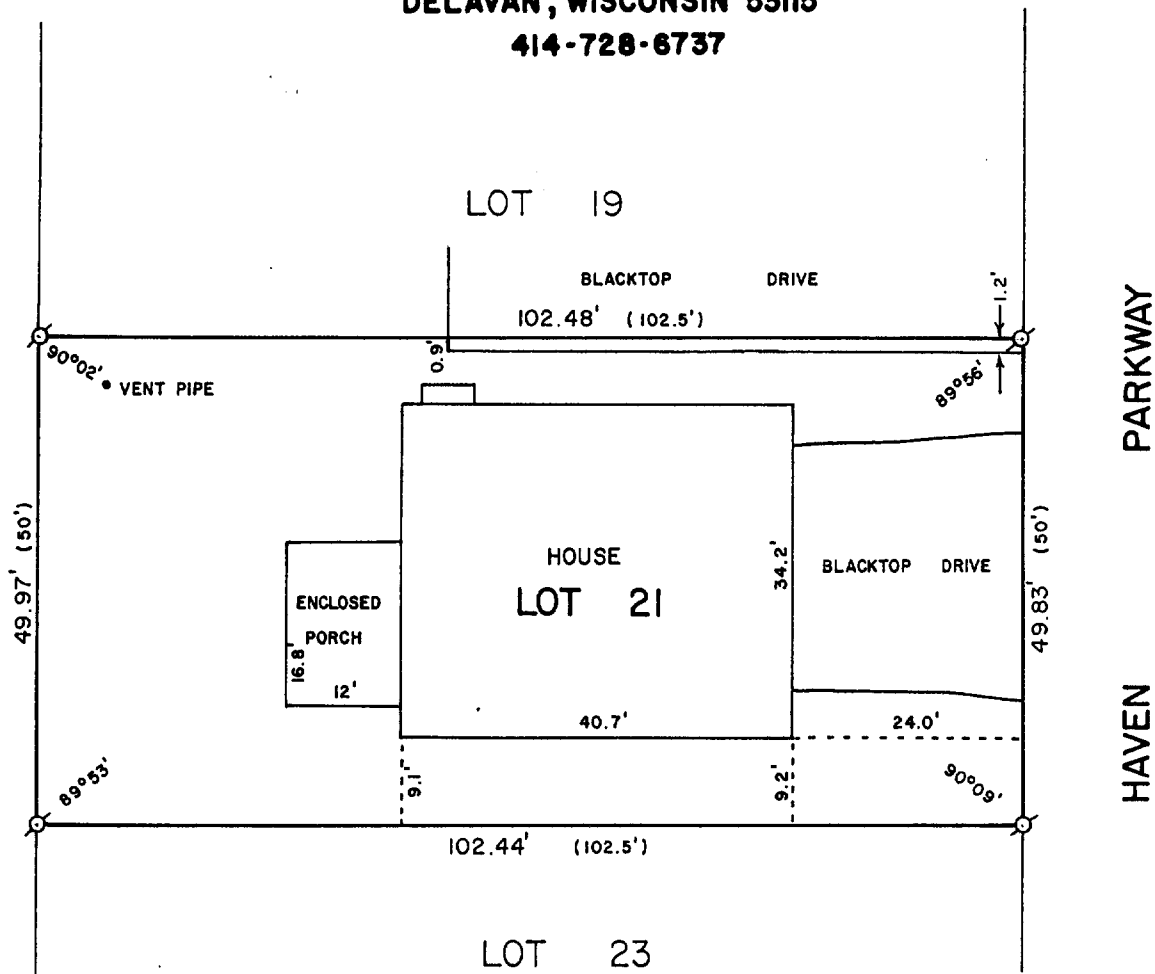 DELAVAN, WISCONSIN 53115
414-728-6737
LOT 19
BLACKTOP DRIVE
1.2'
102.48' (102.5')
0.9'
90°02'
VENT PIPE
89°56'
PARKWAY
49.97' (50')
HOUSE
LOT 21
34.2'
BLACKTOP DRIVE
49.83' (50')
ENCLOSED
PORCH
16.8'
12'
40.7'
24.0'
HAVEN
89°53'
9.1'
9.2'
90°09'
102.44' (102.5')
LOT 23